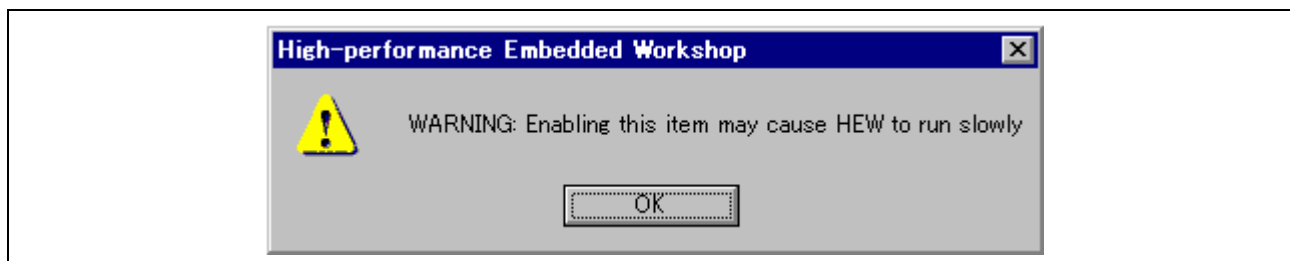 High-performance Embedded Workshop
WARNING: Enabling this item may cause HEW to run slowly
OK